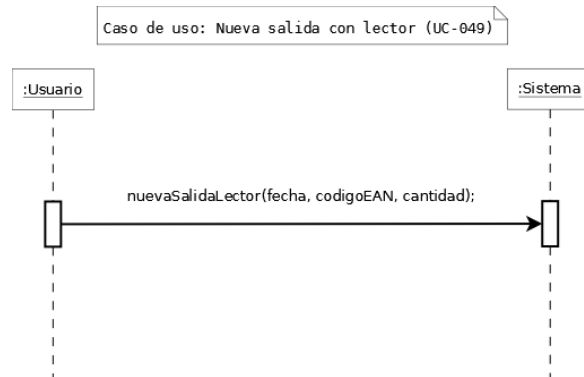 Caso de uso: Nueva salida con lector (UC-049)
:Usuario
:Sistema
nuevaSalidaLector(fecha, codigoEAN, cantidad);